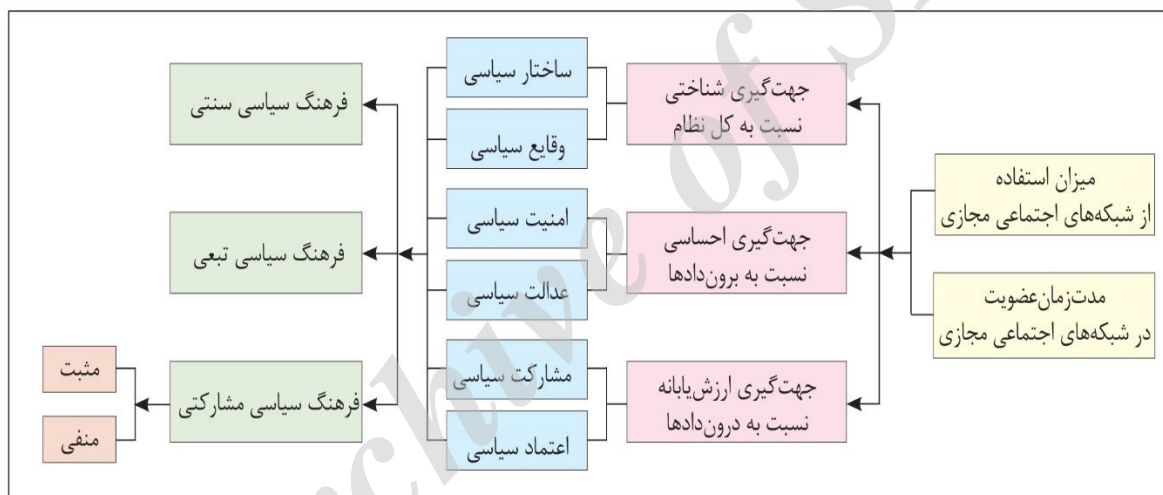 میزان استفاده
از شبکه‌های اجتماعی مجازی
مدت‌زمان‌عضویت
در شبکه‌های اجتماعی مجازی
جهت‌گیری شناختی
نسبت به کل نظام
جهت‌گیری احساسی
نسبت به برون‌دادها
جهت‌گیری ارزش‌یابانه
نسبت به درون‌دادها
ساختار سیاسی
وقایع سیاسی
امنیت سیاسی
عدالت سیاسی
مشارکت سیاسی
اعتماد سیاسی
فرهنگ سیاسی سنتی
فرهنگ سیاسی تبعی
فرهنگ سیاسی مشارکتی
مثبت
منفی
Archive of S